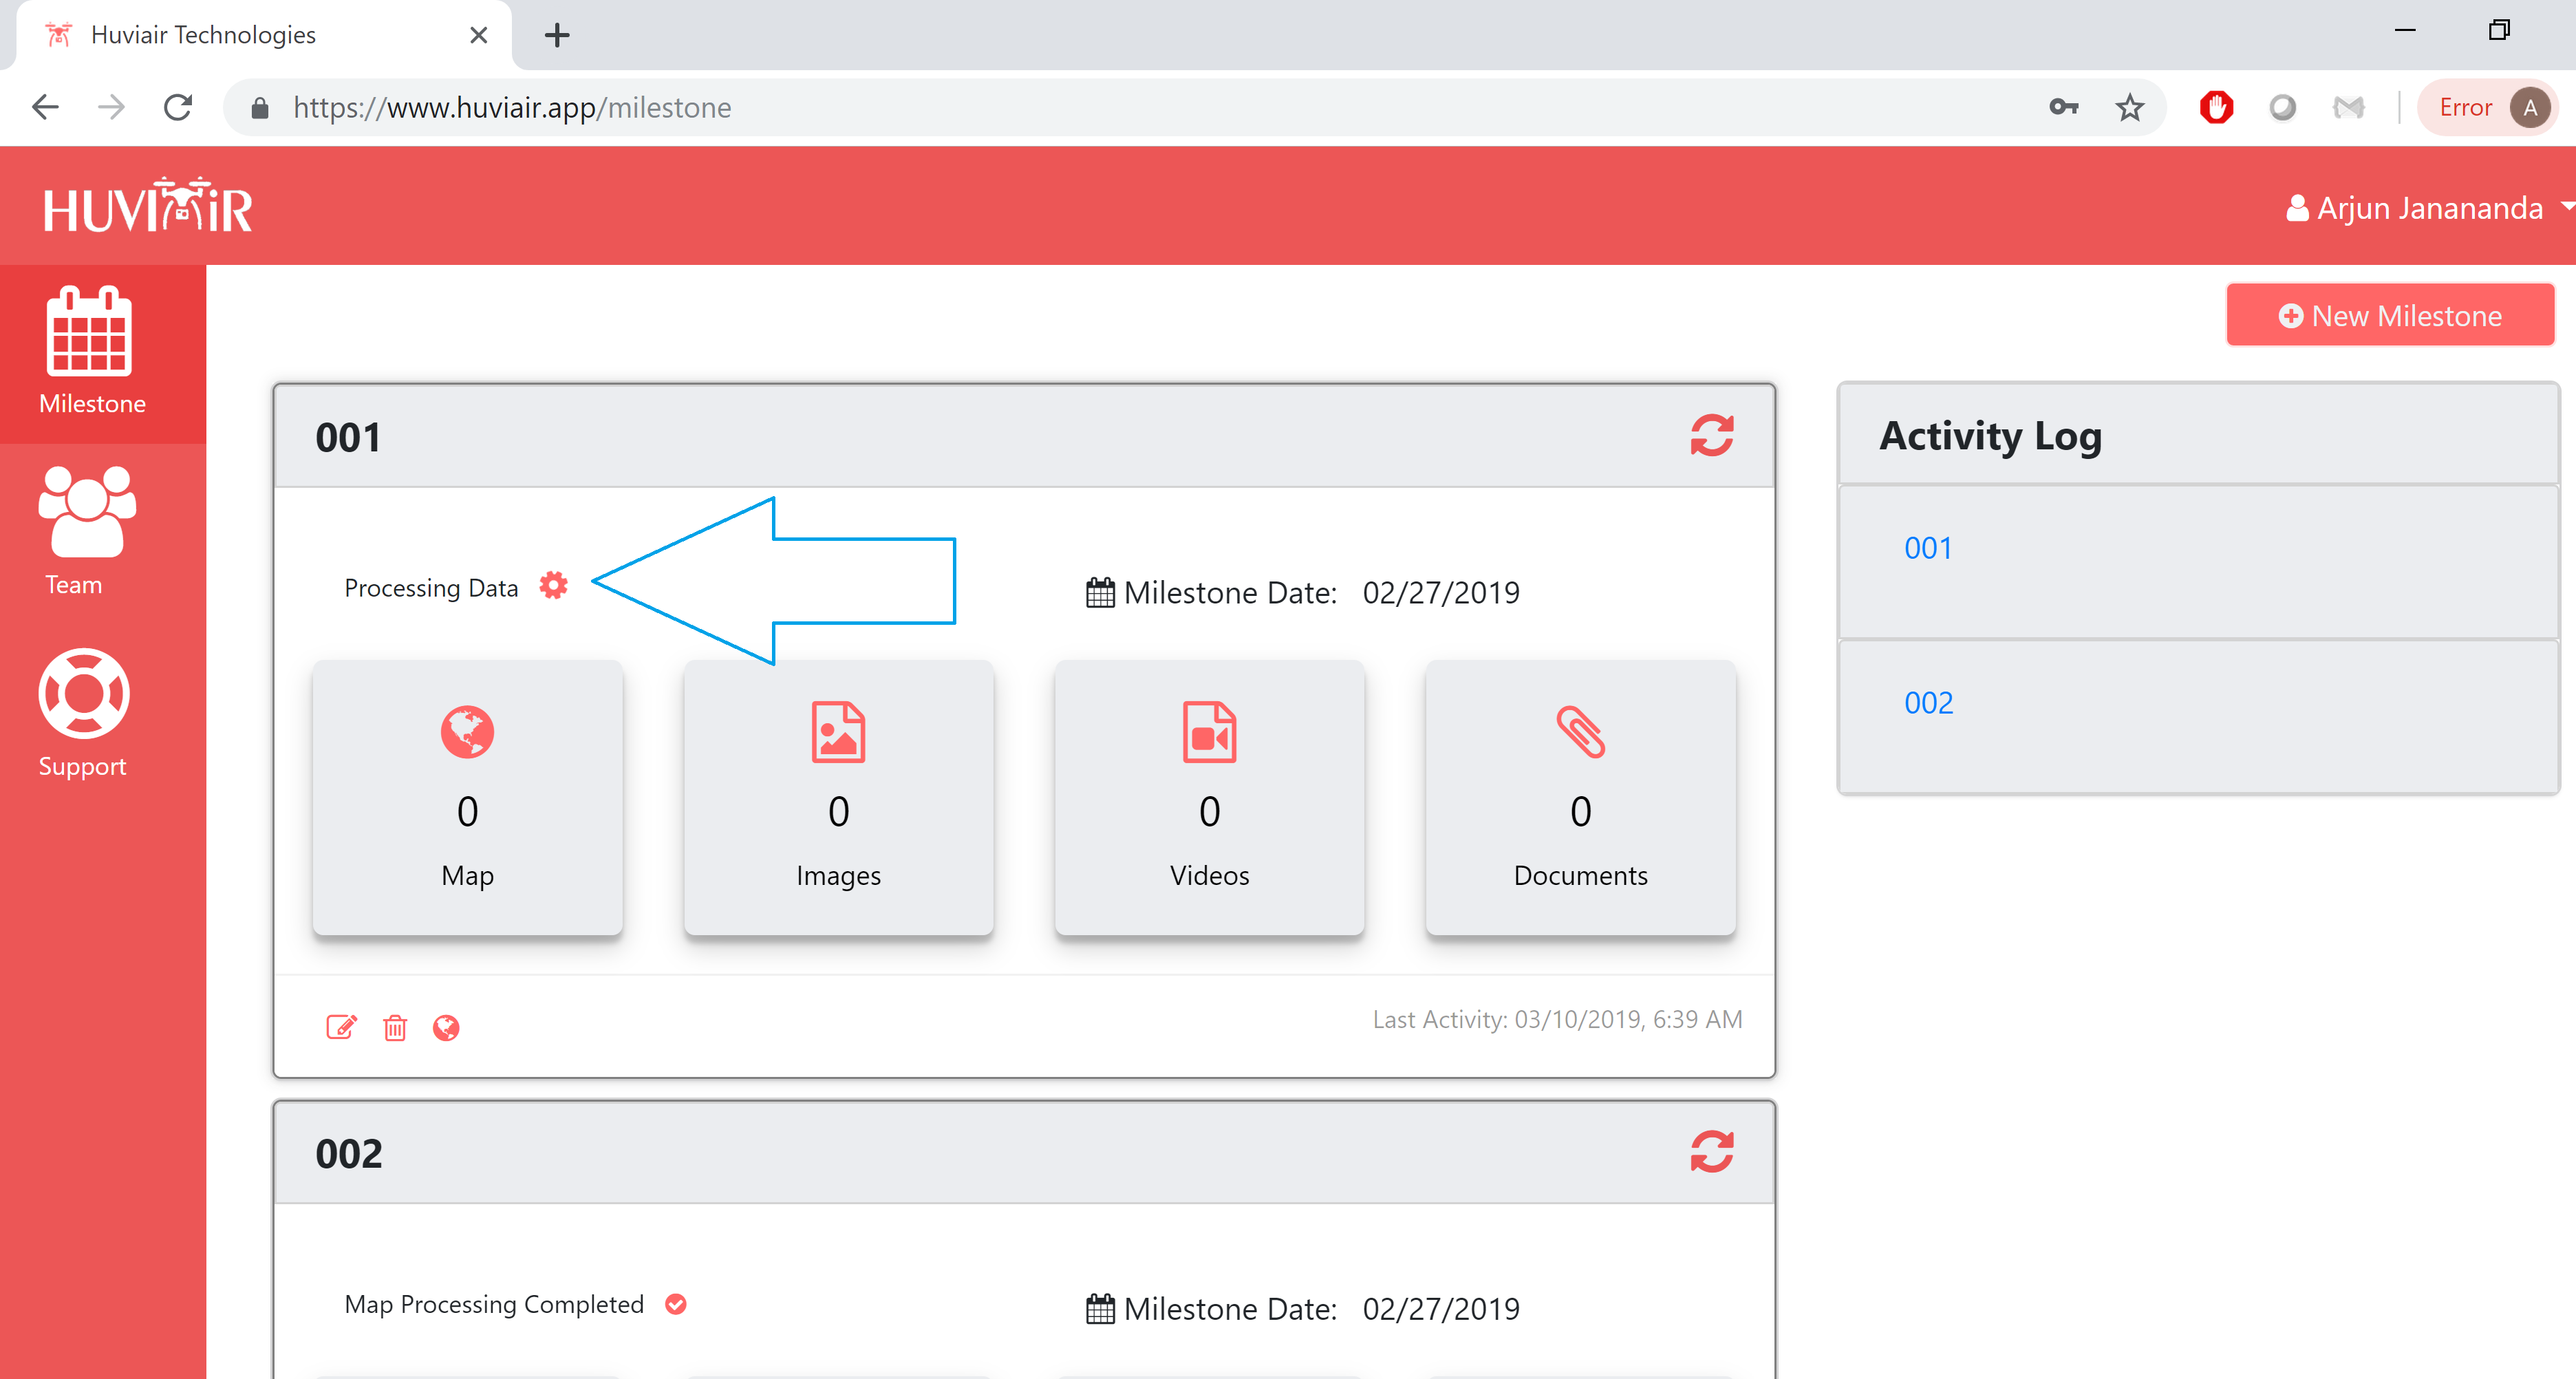 Huviair Technologies
https://www.huviair.app/milestone
Error A
HUVIAiR
Arjun Janananda
Milestone
Team
Support
New Milestone
001
Processing Data
Milestone Date: 02/27/2019
0
Map
0
Images
0
Videos
0
Documents
Last Activity: 03/10/2019, 6:39 AM
002
Map Processing Completed
Milestone Date: 02/27/2019
Activity Log
001
002